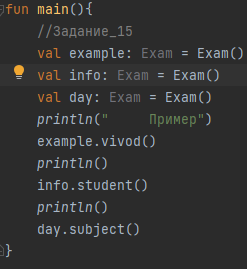 fun main(){
//Задание_15
val example: Exam = Exam()
val info: Exam = Exam()
val day: Exam = Exam()
println("     Пример")
example.vivod()
println()
info.student()
println()
day.subject()
}